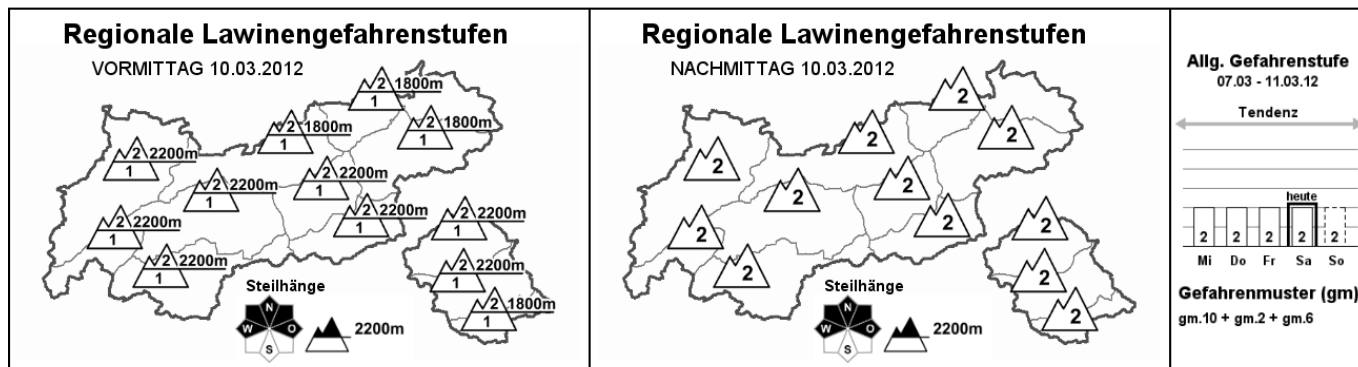 Regionale Lawinengefahrenstufen
VORMITTAG 10.03.2012
2 1800m
1
2 1800m
1
2 1800m
1
2 2200m
1
2 2200m
1
2 2200m
1
2 2200m
1
2 2200m
1
2 2200m
1
2 2200m
1
2 2200m
1
2 1800m
1
Steilhänge
N
W O
S
2200m
Regionale Lawinengefahrenstufen
NACHMITTAG 10.03.2012
2
2
2
2
2
2
2
2
2
2
2
2
Steilhänge
N
W O
S
2200m
Allg. Gefahrenstufe
07.03 - 11.03.12
Tendenz
heute
2 2 2 2 2
Mi Do Fr Sa So
Gefahrenmuster (gm)
gm.10 + gm.2 + gm.6